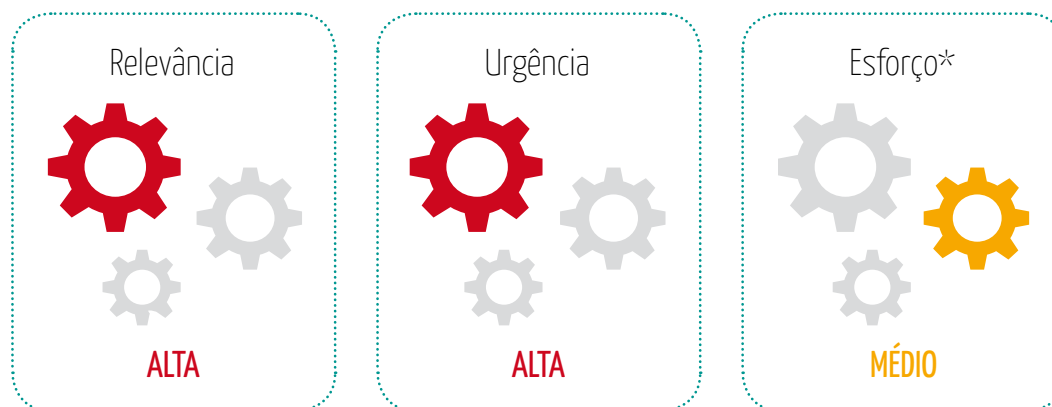 Relevância
Urgência
Esforço*
ALTA
ALTA
MÉDIO